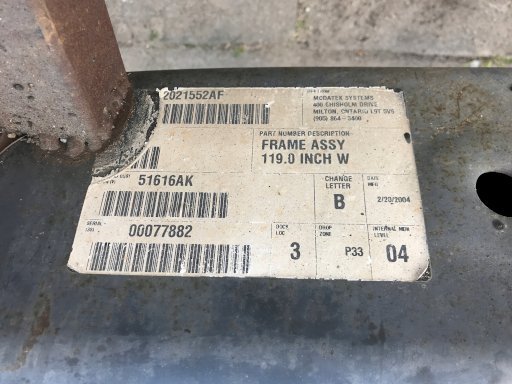 2021552AF
MODATEK SYSTEMS
400 CHISHOLM DRIVE
MILTON, ONTARIO L9T 5V6
(905) 864-3400
PART NUMBER DESCRIPTION
FRAME ASSY
119.0 INCH W
51616AK
CHANGE
LETTER
B
DATE
MFG
2/20/2004
SERIAL
00077882
DOCK
LOC
3
DROP
ZONE
P33
INTERNAL
LEVEL
04